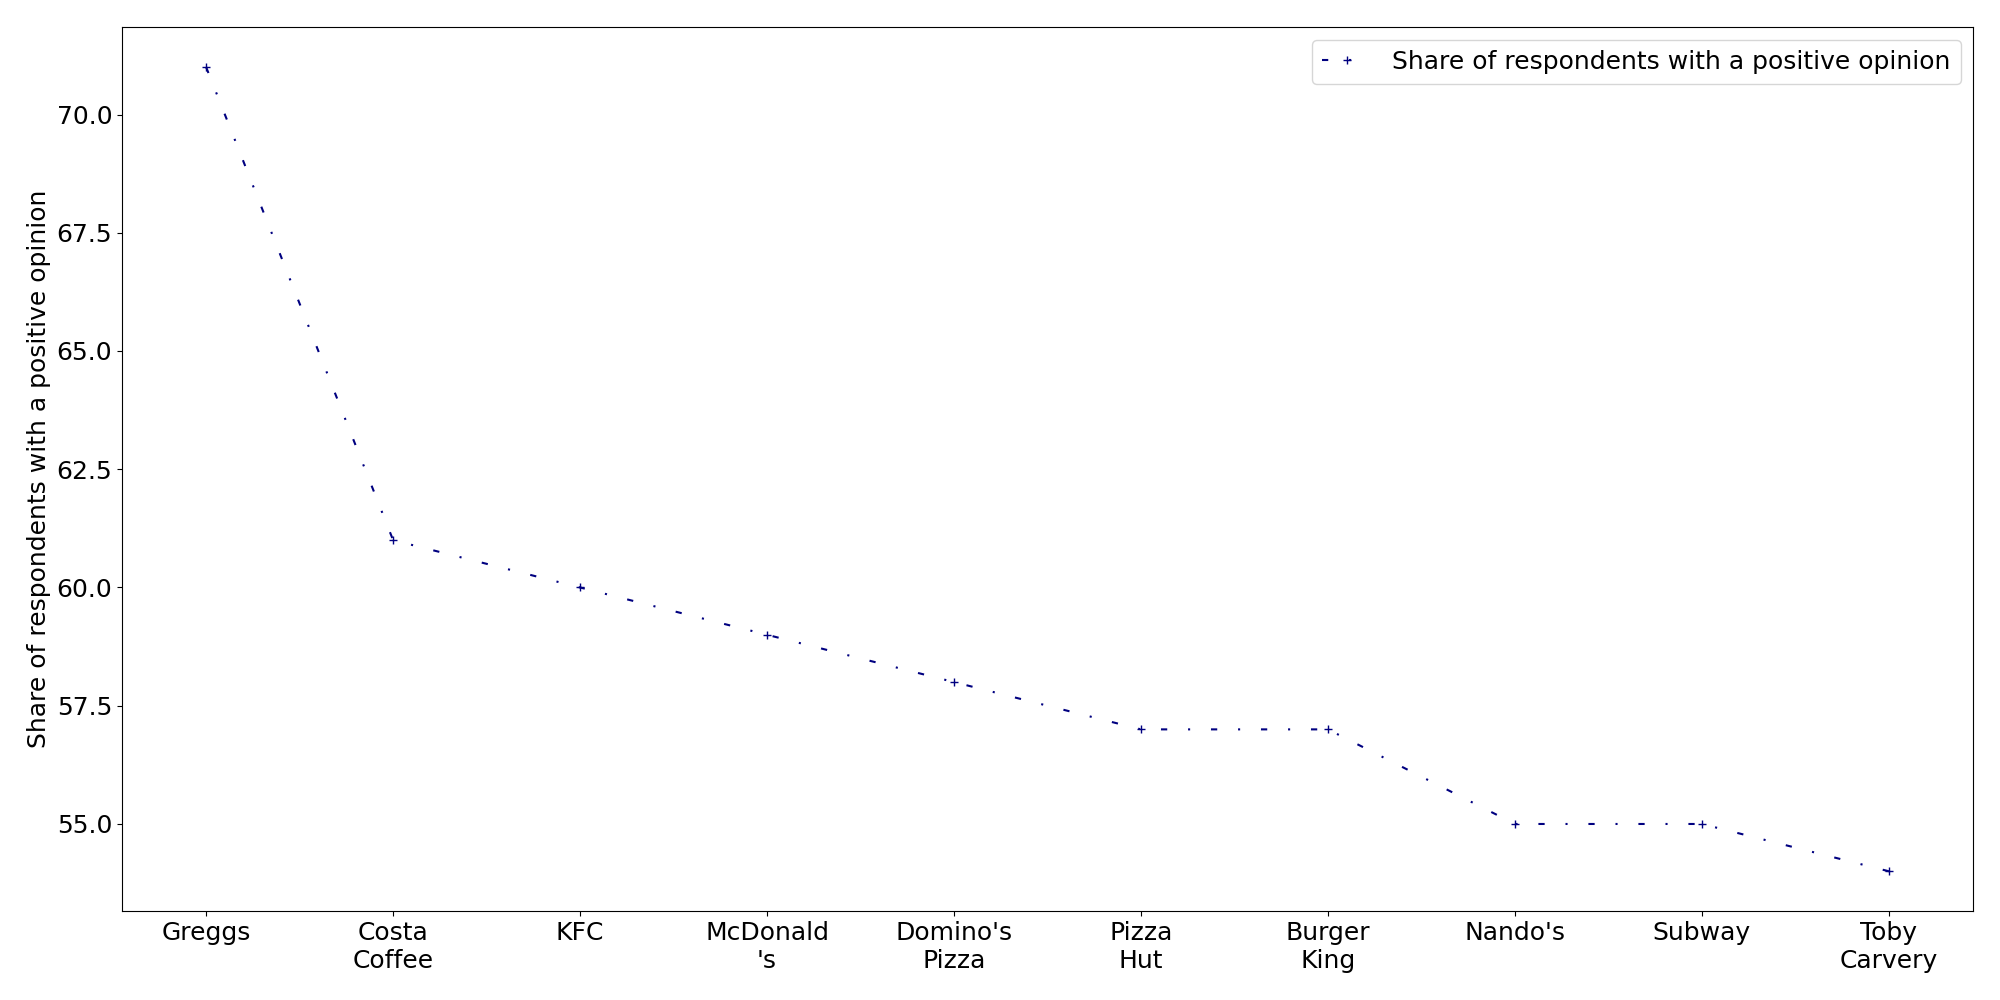 Share of respondents with a positive opinion
Share of respondents with a positive opinion
70.0
67.5
65.0
62.5
60.0
57.5
55.0
Greggs
Costa
Coffee
KFC
McDonald
's
Domino's
Pizza
Pizza
Hut
Burger
King
Nando's
Subway
Toby
Carvery